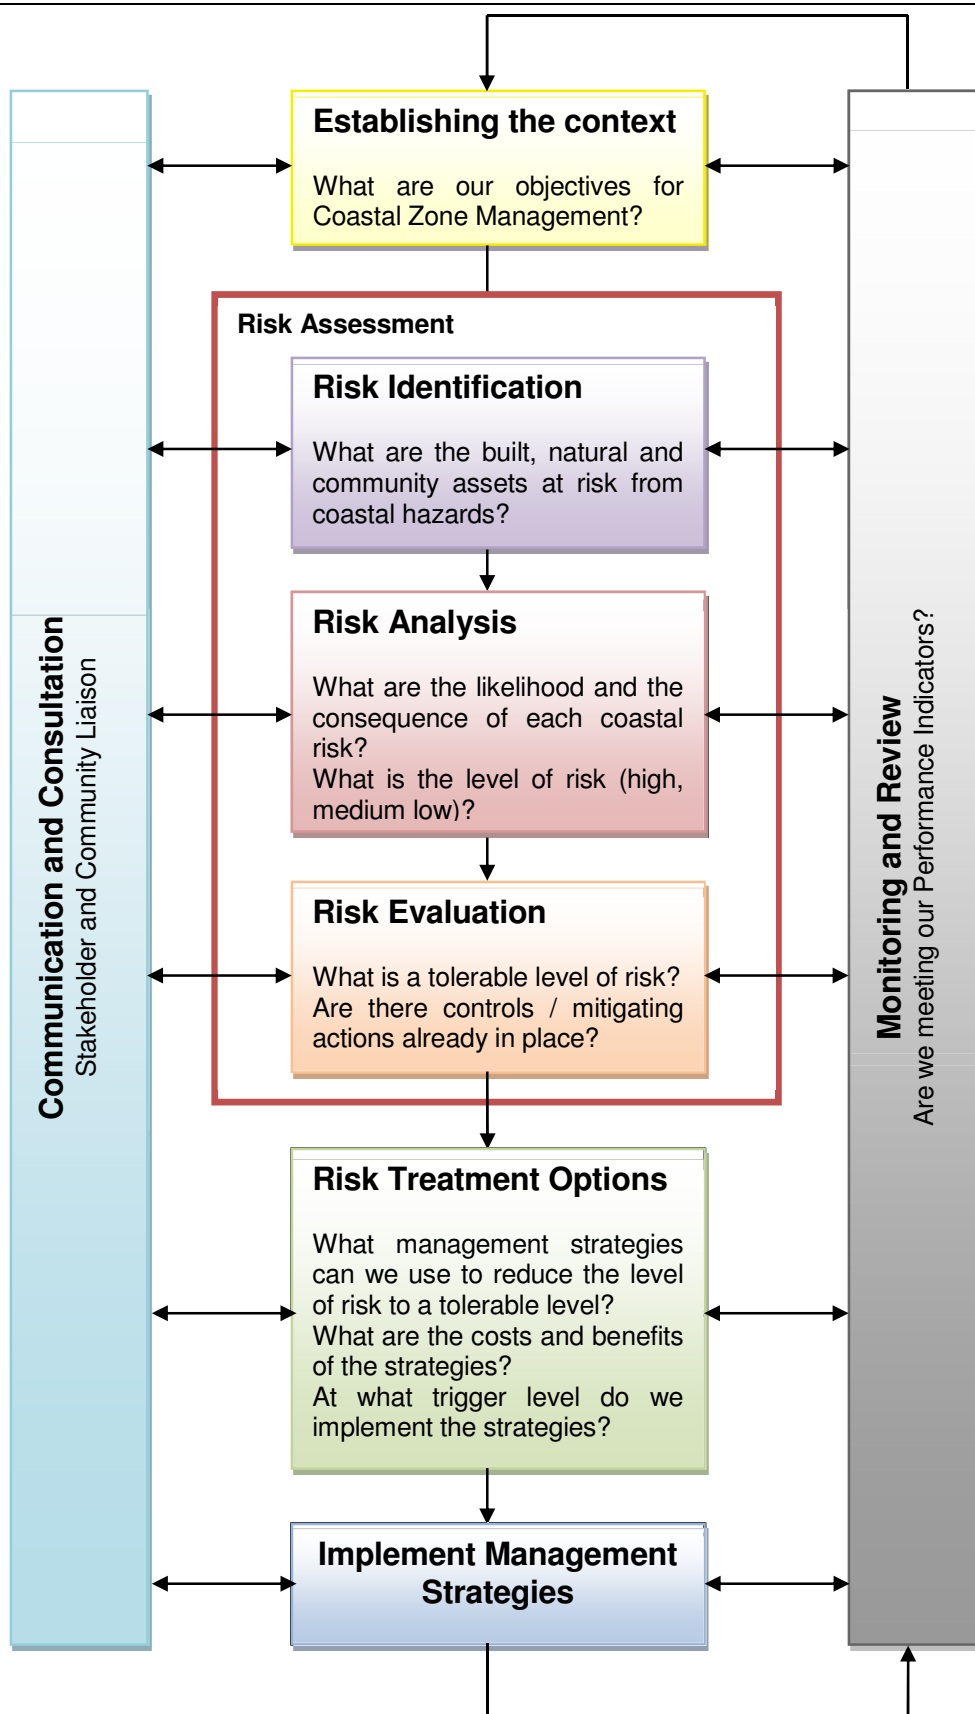 Establishing the context
What are our objectives for
Coastal Zone Management?
Risk Assessment
Risk Identification
What are the built, natural and
community assets at risk from
coastal hazards?
Risk Analysis
What are the likelihood and the
consequence of each coastal
risk?
What is the level of risk (high,
medium low)?
Risk Evaluation
What is a tolerable level of risk?
Are there controls / mitigating
actions already in place?
Risk Treatment Options
What management strategies
can we use to reduce the level
of risk to a tolerable level?
What are the costs and benefits
of the strategies?
At what trigger level do we
implement the strategies?
Implement Management
Strategies
Communication and Consultation
Stakeholder and Community Liaison
Monitoring and Review
Are we meeting our Performance Indicators?